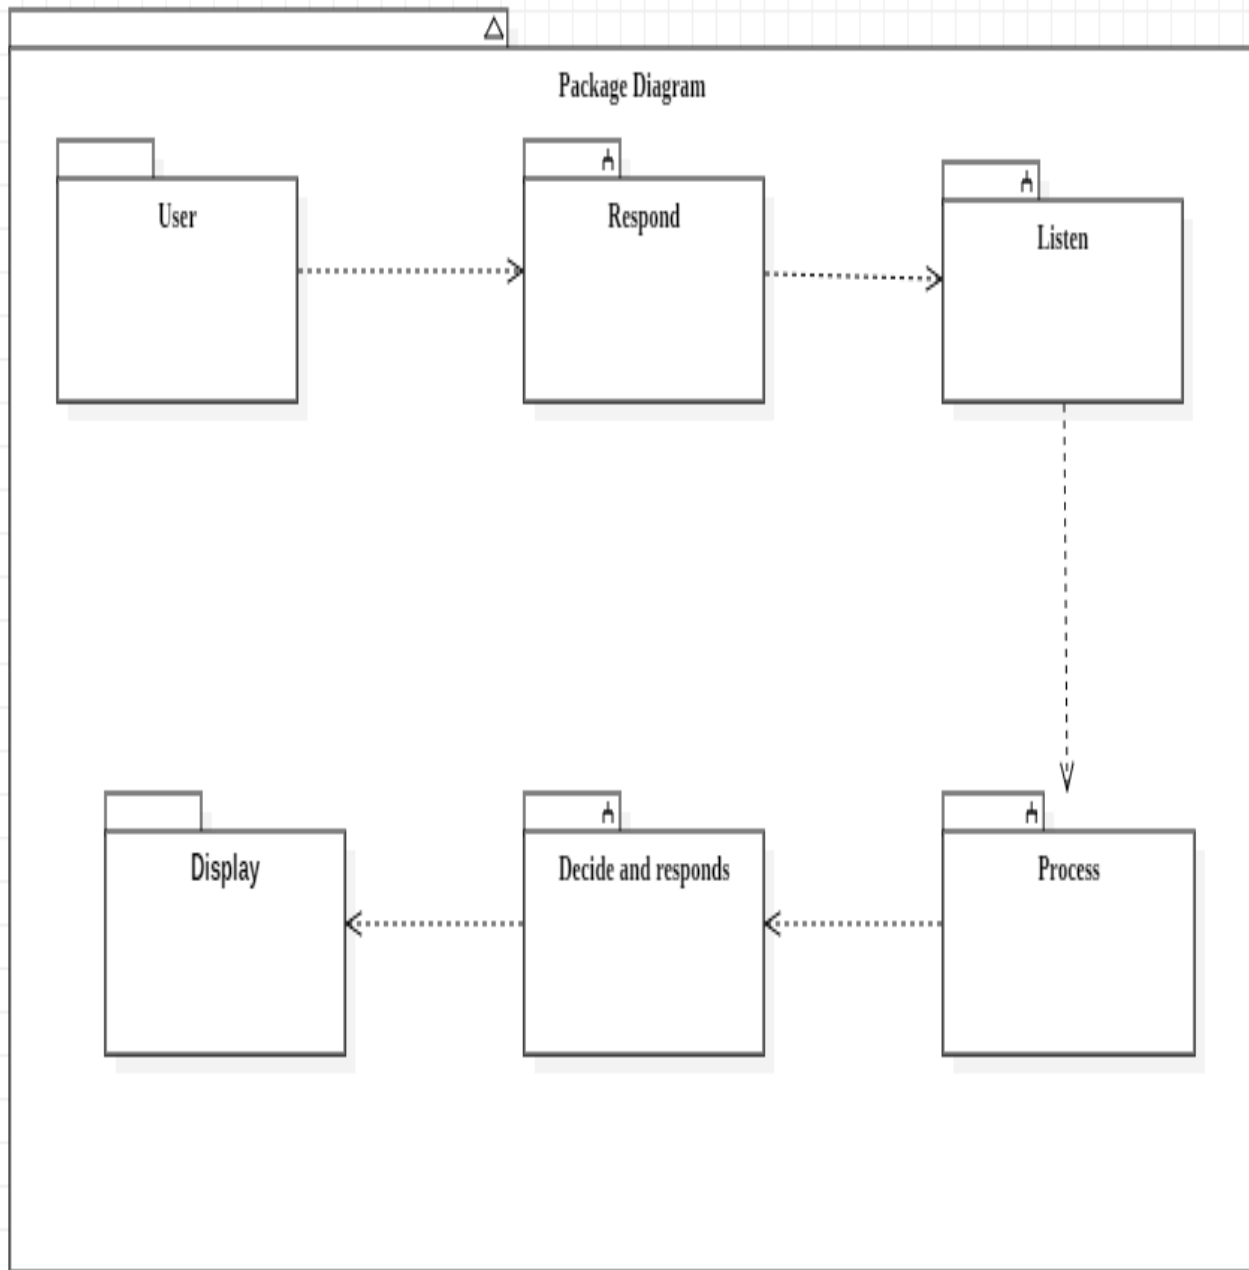 Package Diagram
User
Respond
Listen
Display
Decide and responds
Process